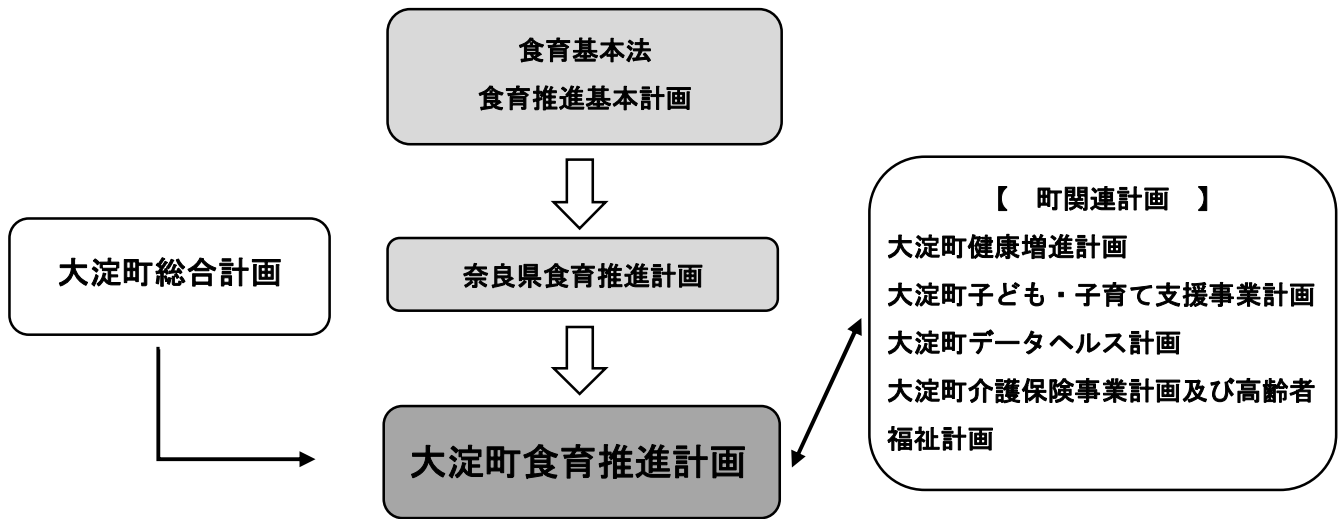 食育基本法
食育推進基本計画
奈良県食育推進計画
大淀町総合計画
大淀町食育推進計画
【　町関連計画　】
大淀町健康増進計画
大淀町子ども・子育て支援事業計画
大淀町データヘルス計画
大淀町介護保険事業計画及び高齢者
福祉計画